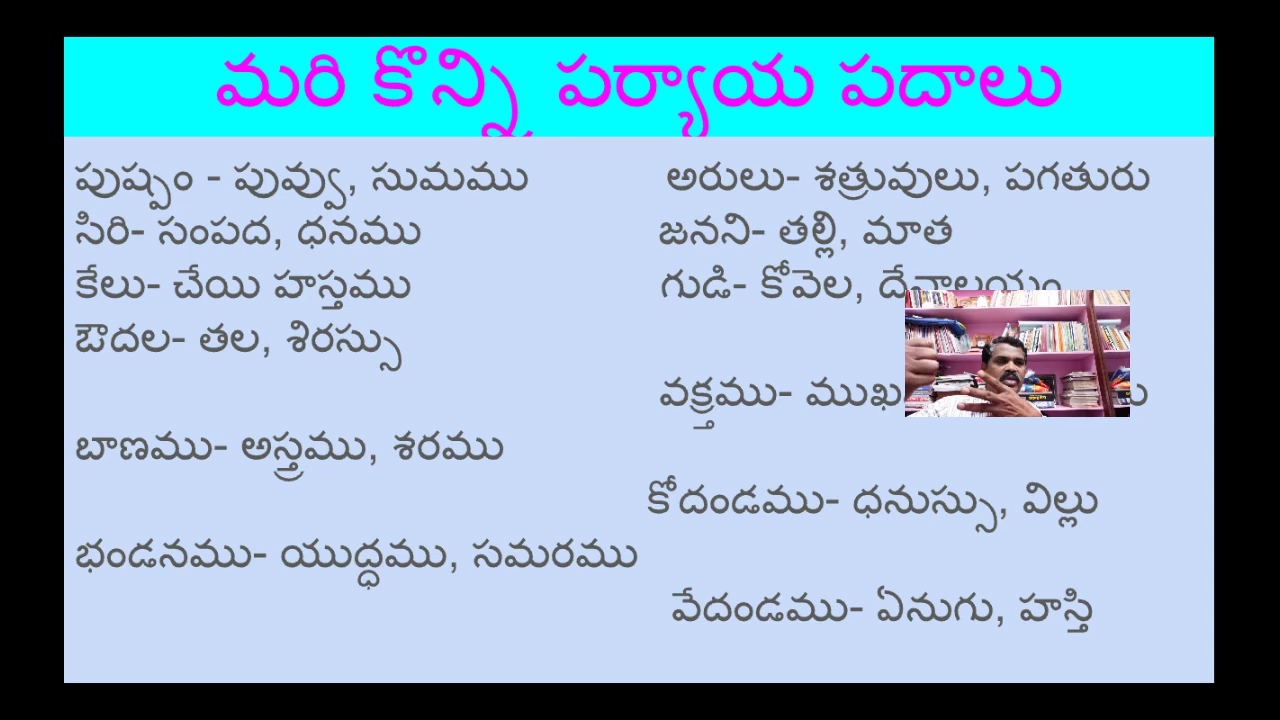 మరి కొన్ని పర్యాయ పదాలు
పుష్పం - పువ్వు, సుమము
అరులు- శత్రువులు, పగతురు
సిరి- సంపద, ధనము
జనని- తల్లి, మాత
కేలు- చేయి హస్తము
గుడి- కోవెల, దేవాలయం
ఔదల- తల, శిరస్సు
వక్త్రము-
బాణము- అస్త్రము, శరము
కోదండము- ధనుస్సు, విల్లు
భండనము- యుద్ధము, సమరము
వేదండము- ఏనుగు, హస్తి